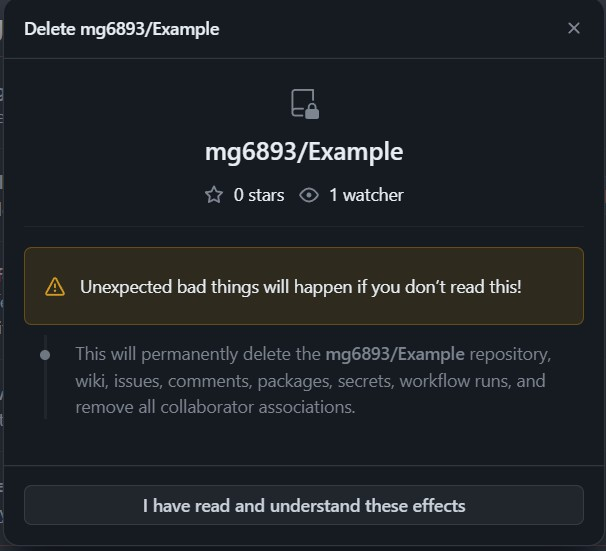 Delete mg6893/Example
mg6893/Example
0 stars 1 watcher
Unexpected bad things will happen if you don’t read this!
This will permanently delete the mg6893/Example repository,
wiki, issues, comments, packages, secrets, workflow runs, and
remove all collaborator associations.
I have read and understand these effects